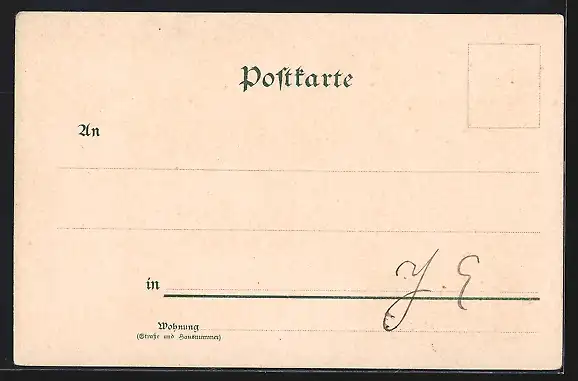 Postkarte
An
in
Y. E
Wohnung
(Straße und Hausnummer)